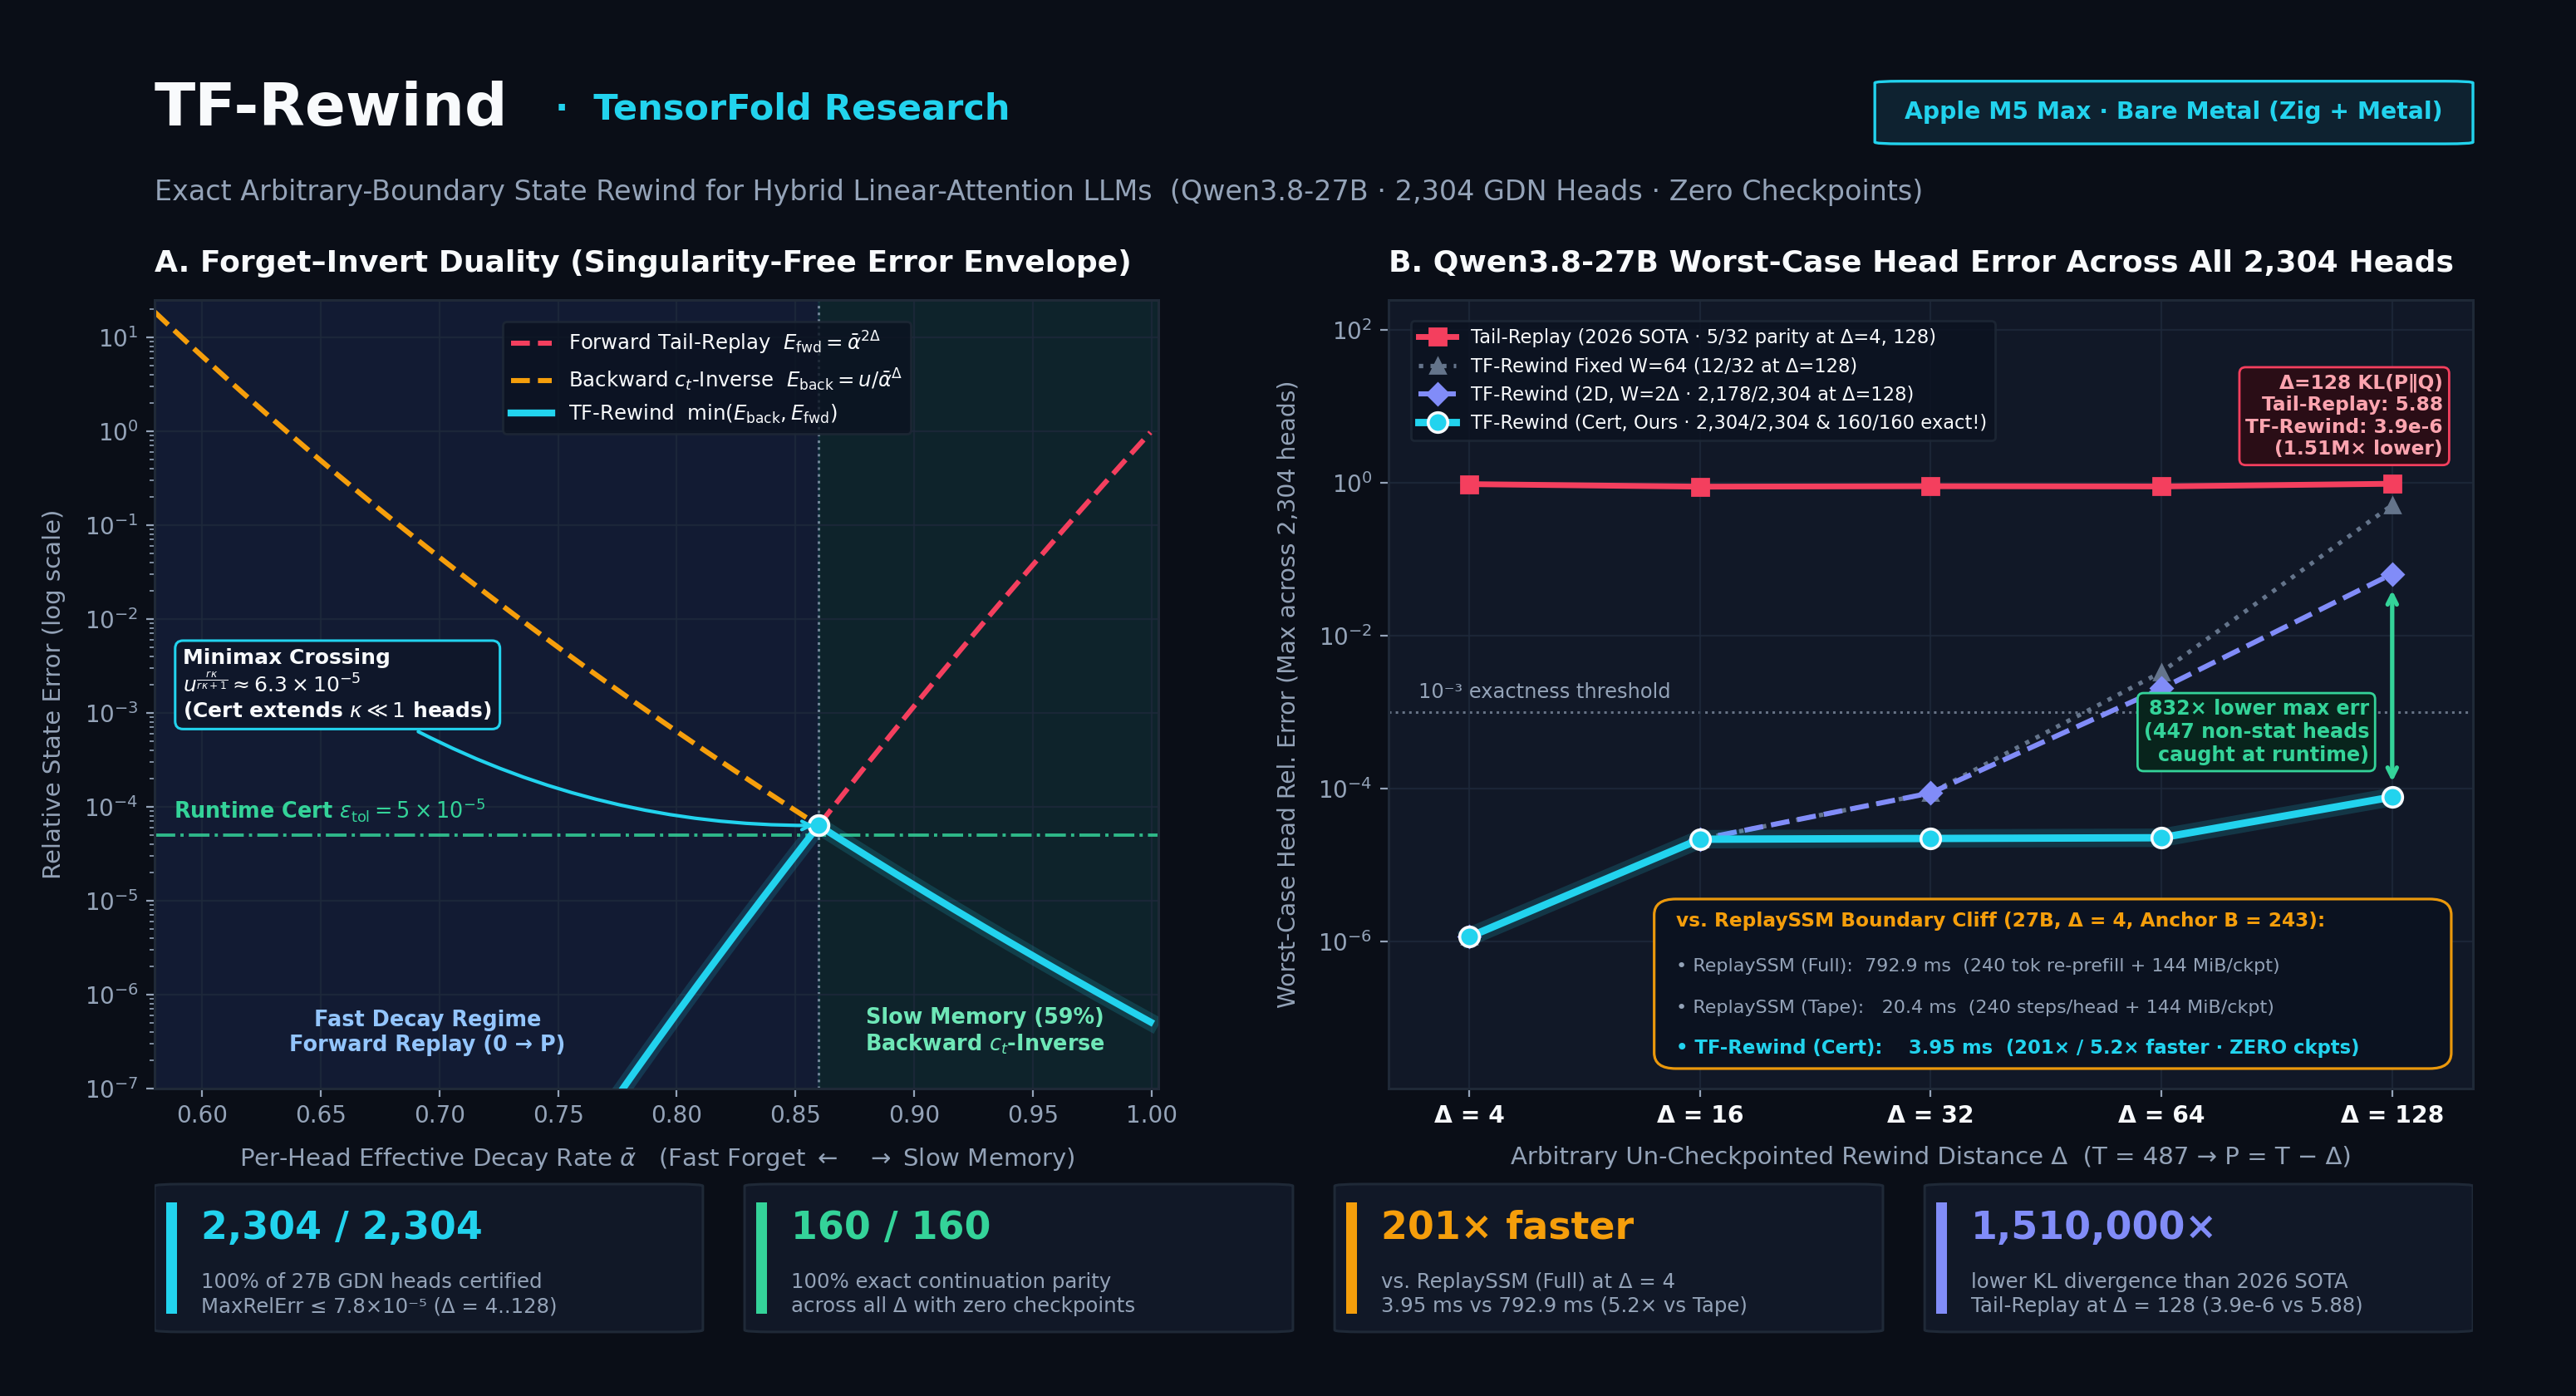 TF-Rewind · TensorFold Research
Apple M5 Max · Bare Metal (Zig + Metal)
Exact Arbitrary-Boundary State Rewind for Hybrid Linear-Attention LLMs (Qwen3.8-27B · 2,304 GDN Heads · Zero Checkpoints)
A. Forget–Invert Duality (Singularity-Free Error Envelope)
Relative State Error (log scale)
10¹
10⁰
10⁻¹
10⁻²
10⁻³
10⁻⁴
10⁻⁵
10⁻⁶
10⁻⁷
Forward Tail-Replay E_fwd = ᾱ^2Δ
Backward c_t-Inverse E_back = u/ᾱ^Δ
TF-Rewind min(E_back, E_fwd)
Minimax Crossing
u^(rκ/(rκ+1)) ≈ 6.3 × 10⁻⁵
(Cert extends κ ≪ 1 heads)
Runtime Cert ε_tol = 5 × 10⁻⁵
Fast Decay Regime
Forward Replay (0 → P)
Slow Memory (59%)
Backward c_t-Inverse
0.60 0.65 0.70 0.75 0.80 0.85 0.90 0.95 1.00
Per-Head Effective Decay Rate ᾱ (Fast Forget ← → Slow Memory)
B. Qwen3.8-27B Worst-Case Head Error Across All 2,304 Heads
Worst-Case Head Rel. Error (Max across 2,304 heads)
10²
10⁰
10⁻²
10⁻⁴
10⁻⁶
Tail-Replay (2026 SOTA · 5/32 parity at Δ=4, 128)
TF-Rewind Fixed W=64 (12/32 at Δ=128)
TF-Rewind (2D, W=2Δ · 2,178/2,304 at Δ=128)
TF-Rewind (Cert, Ours · 2,304/2,304 & 160/160 exact!)
Δ=128 KL(P‖Q)
Tail-Replay: 5.88
TF-Rewind: 3.9e-6
(1.51M× lower)
10⁻³ exactness threshold
832× lower max err
(447 non-stat heads
caught at runtime)
vs. ReplaySSM Boundary Cliff (27B, Δ = 4, Anchor B = 243):
• ReplaySSM (Full): 792.9 ms (240 tok re-prefill + 144 MiB/ckpt)
• ReplaySSM (Tape): 20.4 ms (240 steps/head + 144 MiB/ckpt)
• TF-Rewind (Cert): 3.95 ms (201× / 5.2× faster · ZERO ckpts)
Δ = 4 Δ = 16 Δ = 32 Δ = 64 Δ = 128
Arbitrary Un-Checkpointed Rewind Distance Δ (T = 487 → P = T − Δ)
2,304 / 2,304
100% of 27B GDN heads certified
MaxRelErr ≤ 7.8×10⁻⁵ (Δ = 4..128)
160 / 160
100% exact continuation parity
across all Δ with zero checkpoints
201× faster
vs. ReplaySSM (Full) at Δ = 4
3.95 ms vs 792.9 ms (5.2× vs Tape)
1,510,000×
lower KL divergence than 2026 SOTA
Tail-Replay at Δ = 128 (3.9e-6 vs 5.88)